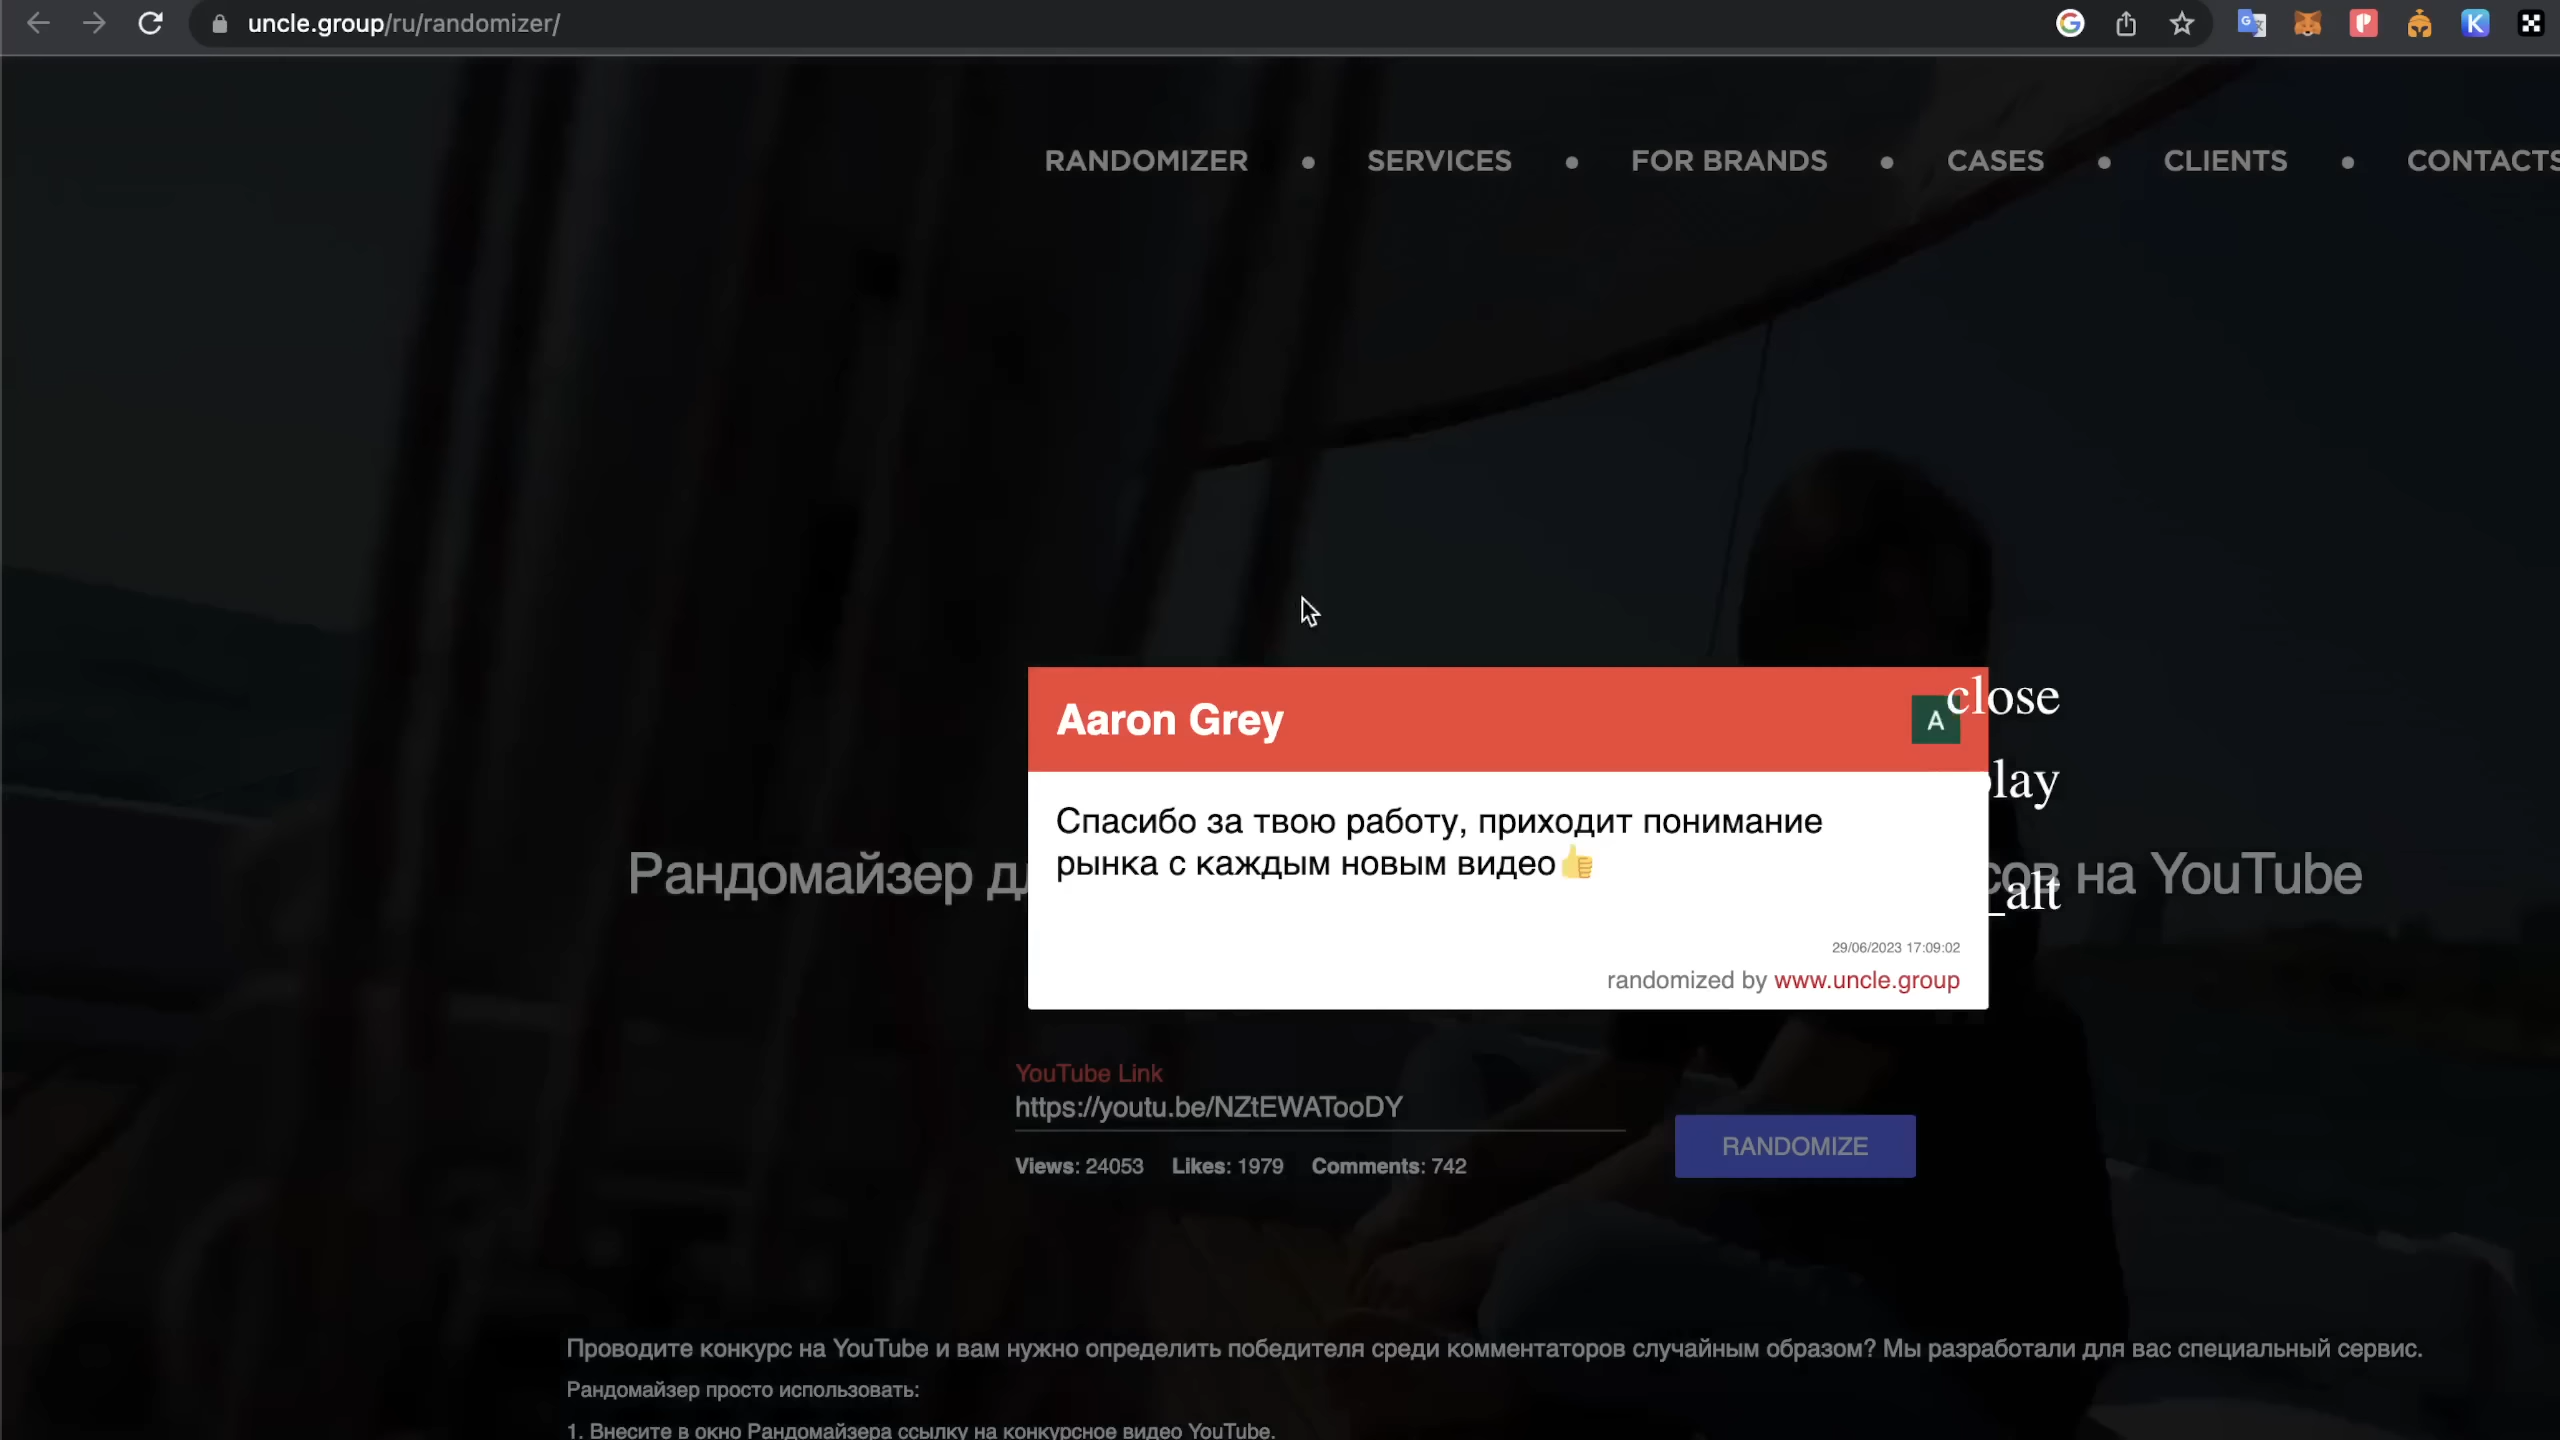 uncle.group/ru/randomizer/
RANDOMIZER • SERVICES • FOR BRANDS • CASES • CLIENTS • CONTACTS
Aaron Grey
A
close
Спасибо за твою работу, приходит понимание
рынка с каждым новым видео👍
29/06/2023 17:09:02
randomized by www.uncle.group
Рандомайзер
на YouTube
_alt
YouTube Link
https://youtu.be/NZtEWATooDY
Views: 24053 Likes: 1979 Comments: 742
RANDOMIZE
Проводите конкурс на YouTube и вам нужно определить победителя среди комментаторов случайным образом? Мы разработали для вас специальный сервис.
Рандомайзер просто использовать:
1. Внесите в окно Рандомайзера ссылку на конкурсное видео YouTube.